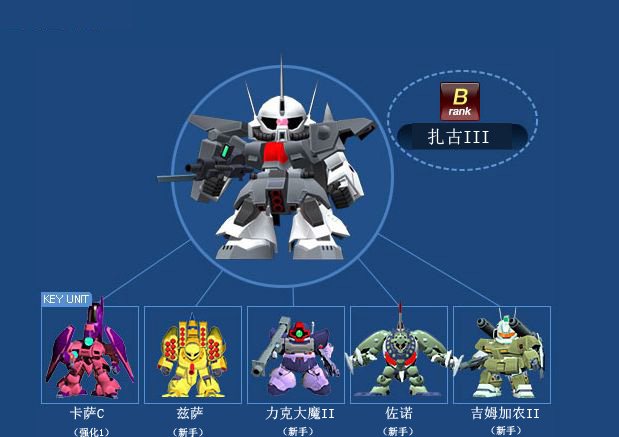 B
rank
扎古III
KEY UNIT
卡萨C
兹萨
力克大魔II
佐诺
吉姆加农II
（强化1）
（新手）
（新手）
（新手）
（新手）